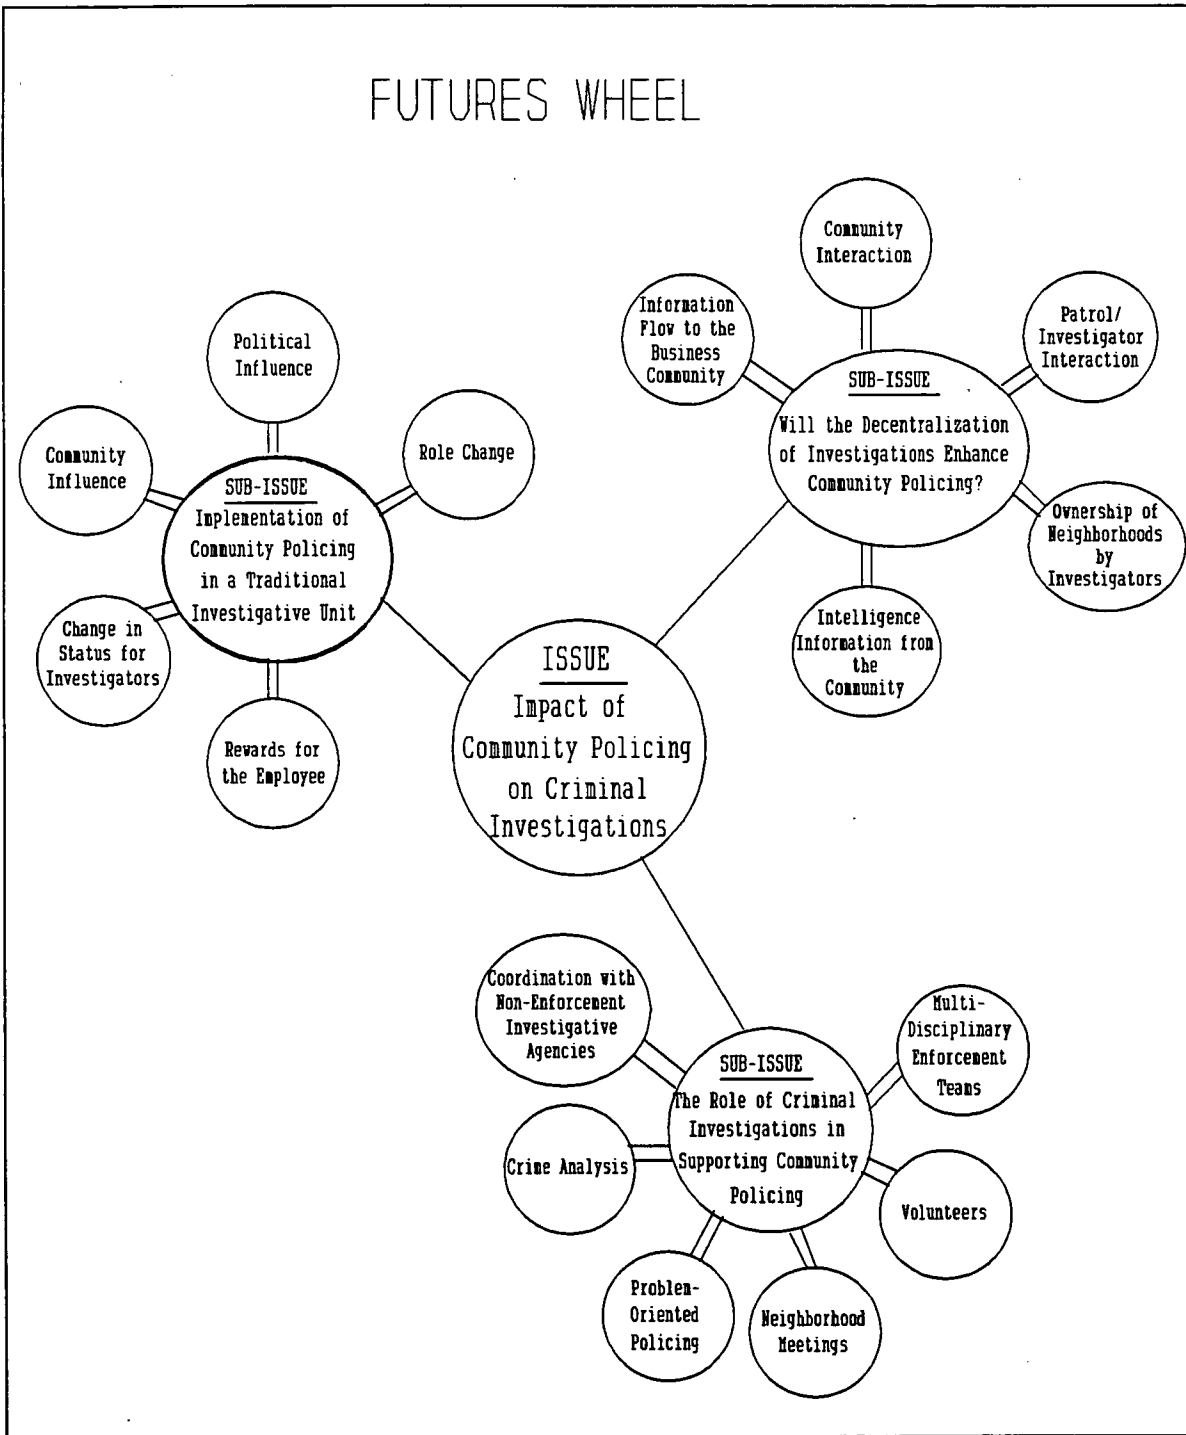 FUTURES WHEEL
Community
Interaction
Information
Flow to the
Business
Community
Patrol/
Investigator
Interaction
SUB-ISSUE
Will the Decentralization
of Investigations Enhance
Community Policing?
Ownership of
Neighborhoods
by
Investigators
Intelligence
Information from
the
Community
Political
Influence
Community
Influence
Role Change
SUB-ISSUE
Implementation of
Community Policing
in a Traditional
Investigative Unit
Change in
Status for
Investigators
Rewards for
the Employee
ISSUE
Impact of
Community Policing
on Criminal
Investigations
Coordination with
Non-Enforcement
Investigative
Agencies
Multi-
Disciplinary
Enforcement
Teams
SUB-ISSUE
The Role of Criminal
Investigations in
Supporting Community
Policing
Crime Analysis
Volunteers
Problem-
Oriented
Policing
Neighborhood
Meetings